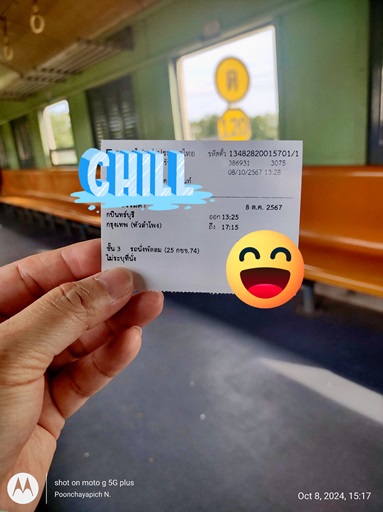 ต
1.20
รหัสตั๋ว 13482820015701/1
386931 3075
08/10/2567 13:28
CHILL
8 ต.ค. 2567
กบินทร์บุรี ออก 13:25
กรุงเทพ (หัวลำโพง) ถึง 17:15
ชั้น 3 รถนั่งพัดลม (25 กขช.74)
ไม่ระบุที่นั่ง
shot on moto g 5G plus
Poonchayapich N.
Oct 8, 2024, 15:17